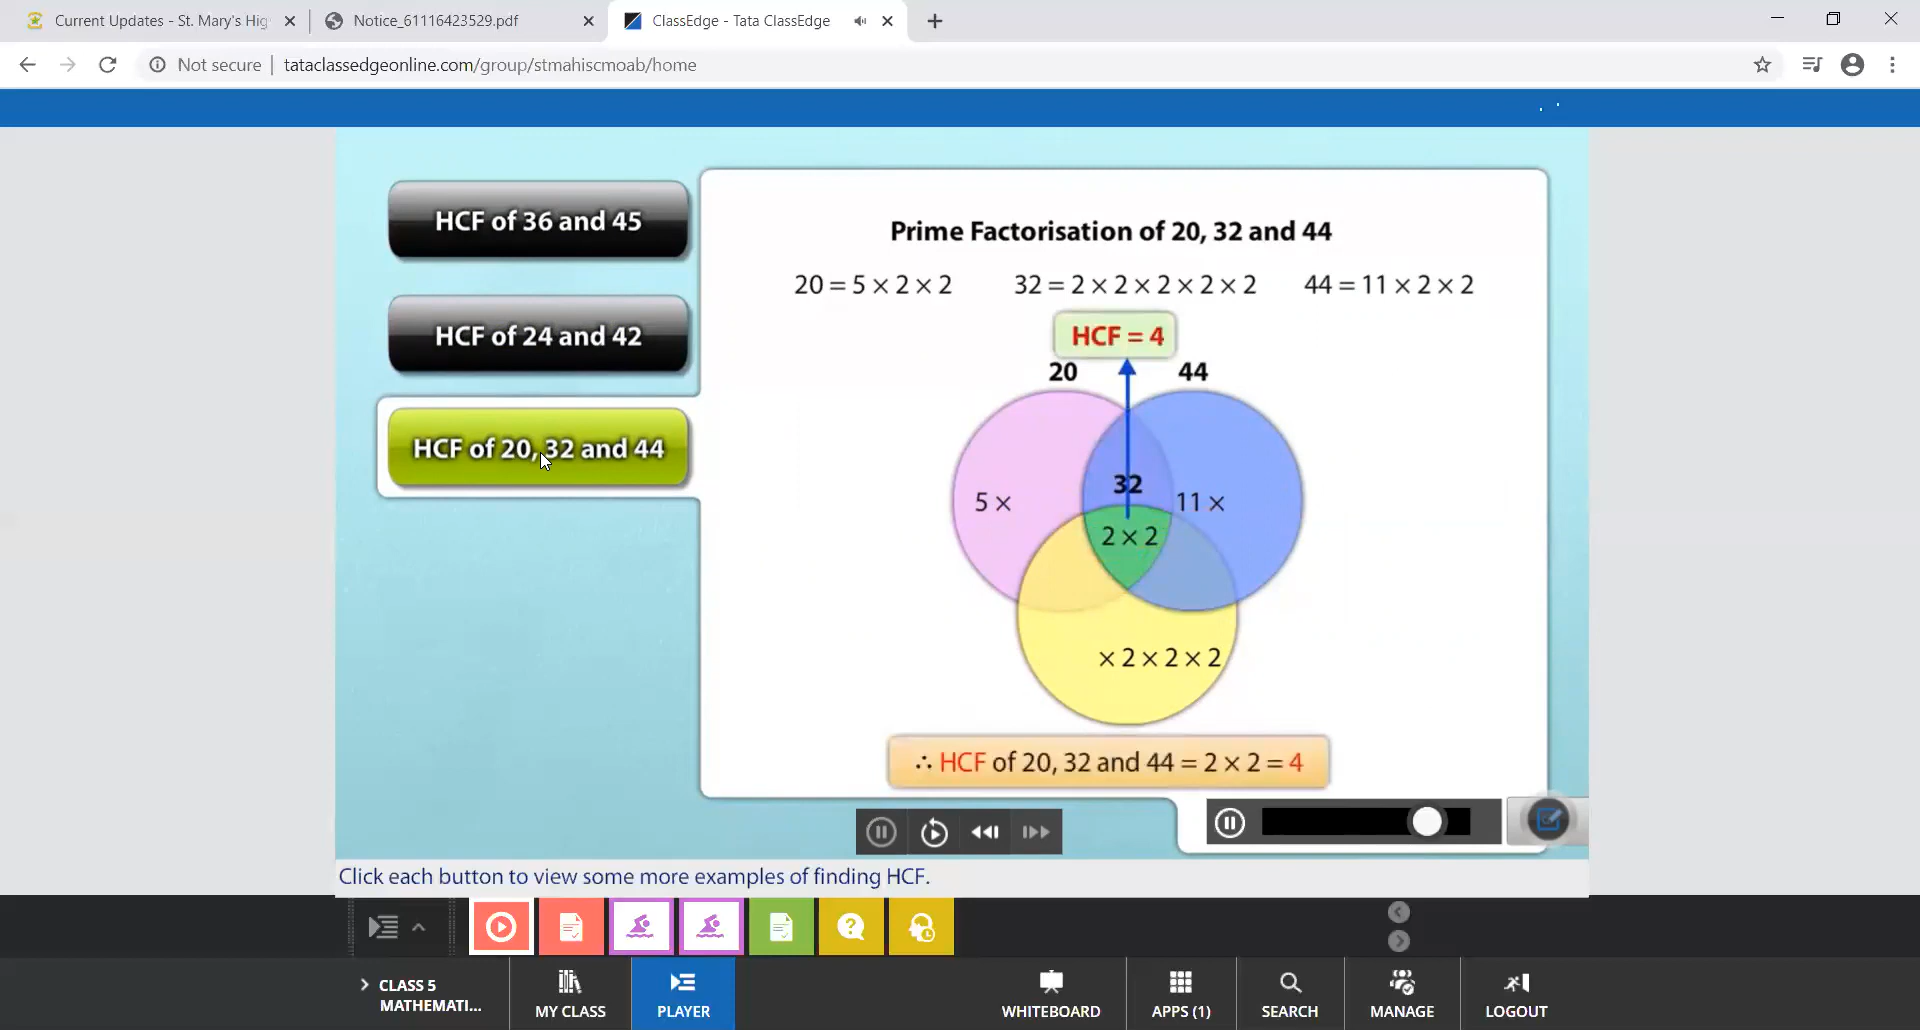 Current Updates - St. Mary's Hig
Notice_61116423529.pdf
ClassEdge - Tata ClassEdge
Not secure
tataclassedgeonline.com/group/stmahiscmoab/home
HCF of 36 and 45
HCF of 24 and 42
HCF of 20, 32 and 44
Prime Factorisation of 20, 32 and 44
20 = 5 × 2 × 2
32 = 2 × 2 × 2 × 2 × 2
44 = 11 × 2 × 2
HCF = 4
20
44
32
5 ×
11 ×
2 × 2
× 2 × 2 × 2
∴ HCF of 20, 32 and 44 = 2 × 2 = 4
Click each button to view some more examples of finding HCF.
CLASS 5
MATHEMATI...
MY CLASS
PLAYER
WHITEBOARD
APPS (1)
SEARCH
MANAGE
LOGOUT